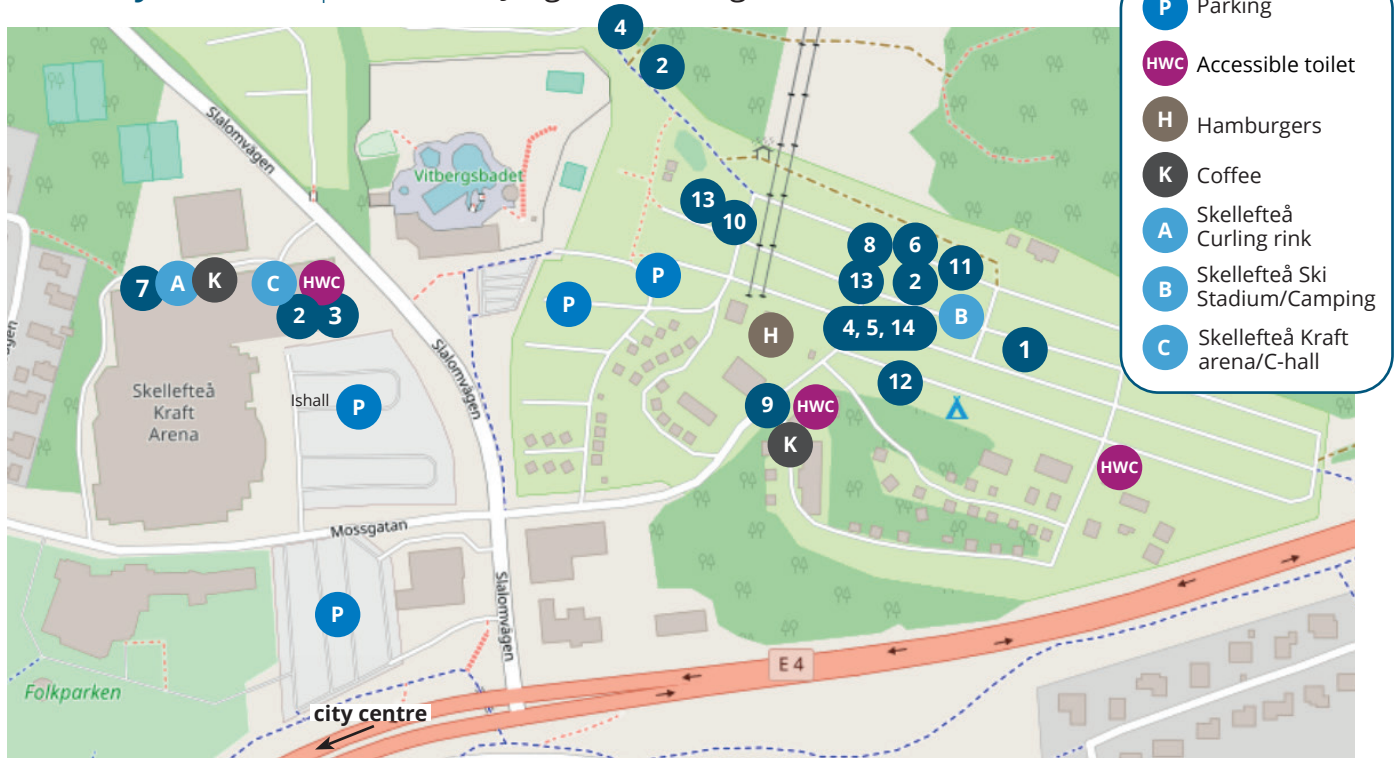 4
2
P Parking
HWC Accessible toilet
H Hamburgers
K Coffee
A Skellefteå
Curling rink
B Skellefteå Ski
Stadium/Camping
C Skellefteå Kraft
arena/C-hall
Slalomvägen
Vitbergsbadet
13
10
8
6
11
13
2
7
A
K
C
HWC
2
3
P
P
4, 5, 14
B
1
H
12
Slalomvägen
Skellefteå
Kraft
Arena
Ishall
P
9
HWC
K
HWC
Mossgatan
Slalomvägen
P
E 4
Folkparken
city centre